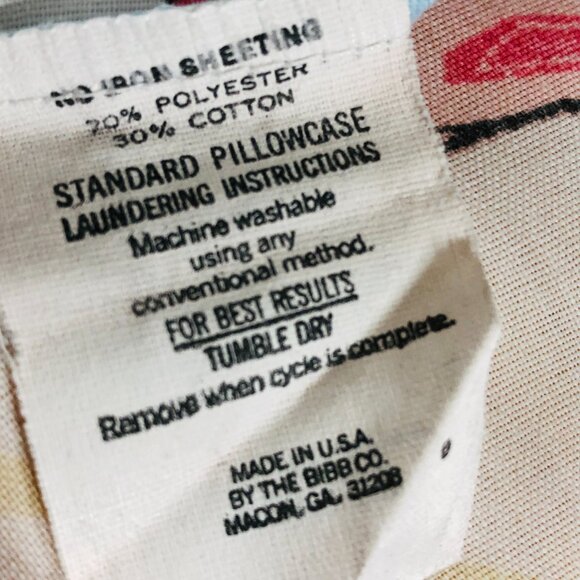 NO IRON SHEETING
70% POLYESTER
30% COTTON
STANDARD PILLOWCASE
LAUNDERING INSTRUCTIONS
Machine washable
using any
conventional method.
FOR BEST RESULTS
TUMBLE DRY
Remove when cycle is complete.
MADE IN U.S.A.
BY THE BIBB CO.
MACON, GA. 31208